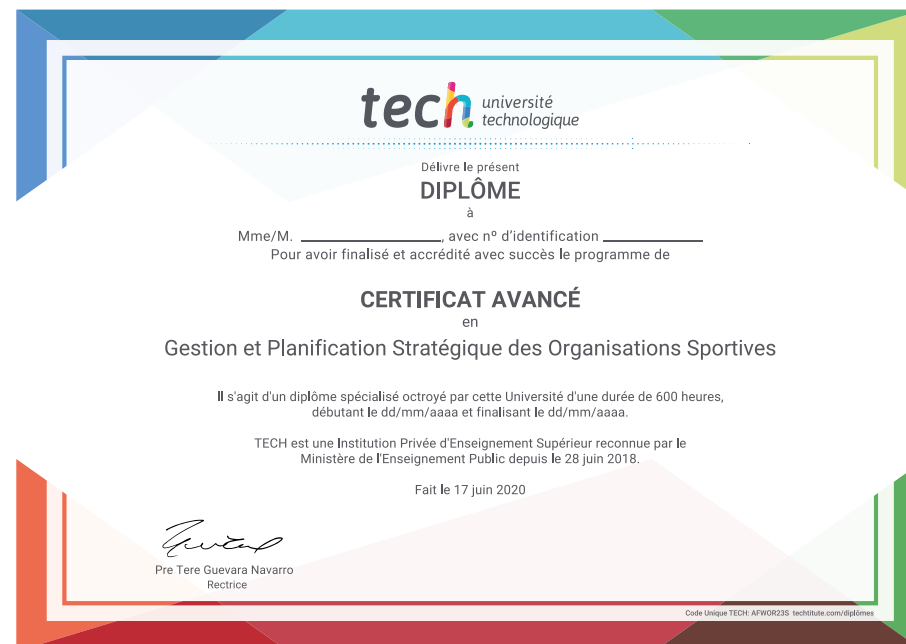 tech université
technologique
Délivre le présent
DIPLÔME
à
Mme/M. ____________________, avec nº d'identification ______________
Pour avoir finalisé et accrédité avec succès le programme de
CERTIFICAT AVANCÉ
en
Gestion et Planification Stratégique des Organisations Sportives
Il s'agit d'un diplôme spécialisé octroyé par cette Université d'une durée de 600 heures,
débutant le dd/mm/aaaa et finalisant le dd/mm/aaaa.
TECH est une Institution Privée d'Enseignement Supérieur reconnue par le
Ministère de l'Enseignement Public depuis le 28 juin 2018.
Fait le 17 juin 2020
Pre Tere Guevara Navarro
Rectrice
Code Unique TECH: AFWOR23S techtitute.com/diplômes